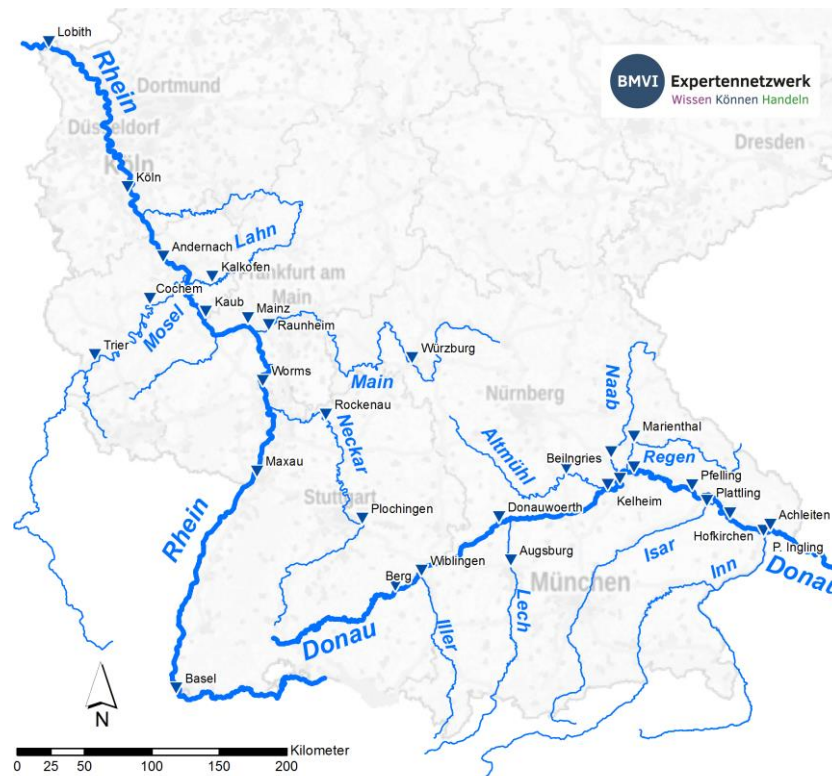 Lobith
Rhein
Dortmund
BMVI Expertennetzwerk
Wissen Können Handeln
Düsseldorf
Dresden
Köln
Köln
Andernach
Lahn
Kalkofen
Frankfurt am
Main
Cochem
Kaub
Mainz
Raunheim
Mosel
Trier
Würzburg
Worms
Main
Nürnberg
Naab
Rockenau
Neckar
Marienthal
Altmühl
Beilngries
Regen
Maxau
Pfelling
Plattling
Stuttgart
Kelheim
Rhein
Plochingen
Donauwoerth
Achleiten
Hofkirchen
P. Ingling
Augsburg
Isar
Inn
Wiblingen
München
Donau
Berg
Lech
Iller
Donau
Basel
N
Kilometer
0 25 50 100 150 200